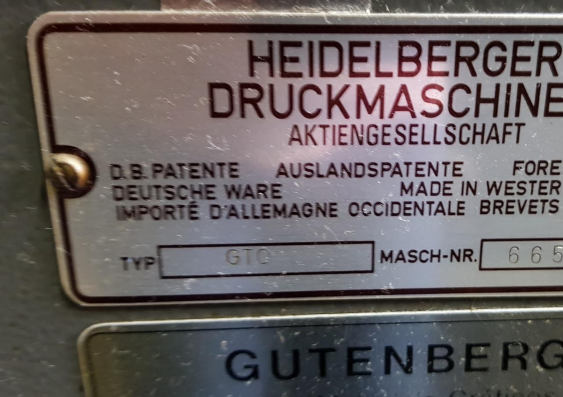 HEIDELBERGER
DRUCKMASCHINE
AKTIENGESELLSCHAFT
D.B. PATENTE AUSLANDSPATENTE FORE
DEUTSCHE WARE MADE IN WESTER
IMPORTÉ D'ALLEMAGNE OCCIDENTALE BREVETS
TYP GTO MASCH-NR. 665
GUTENBERG